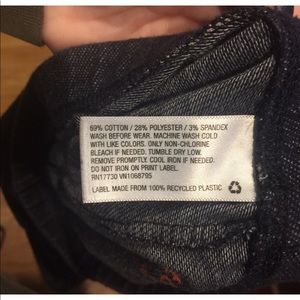 69% COTTON / 28% POLYESTER / 3% SPANDEX
WASH BEFORE WEAR. MACHINE WASH COLD
WITH LIKE COLORS. ONLY NON-CHLORINE
BLEACH IF NEEDED. TUMBLE DRY LOW.
REMOVE PROMPTLY. COOL IRON IF NEEDED.
DO NOT IRON ON PRINT LABEL.
RN17730 VN1068795
LABEL MADE FROM 100% RECYCLED PLASTIC